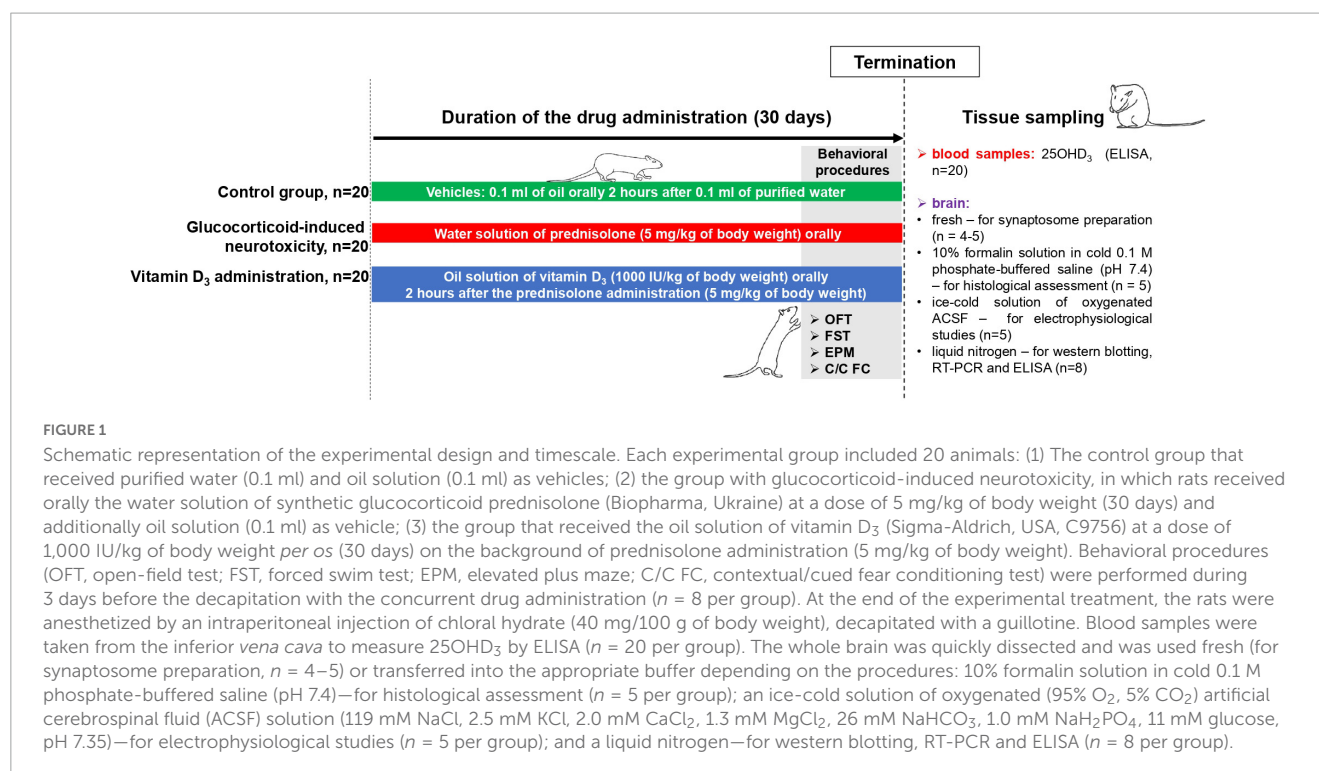 Termination
Duration of the drug administration (30 days)
Tissue sampling
Behavioral
procedures
Control group, n=20
Vehicles: 0.1 ml of oil orally 2 hours after 0.1 ml of purified water
Glucocorticoid-induced
neurotoxicity, n=20
Water solution of prednisolone (5 mg/kg of body weight) orally
Vitamin D₃ administration, n=20
Oil solution of vitamin D₃ (1000 IU/kg of body weight) orally
2 hours after the prednisolone administration (5 mg/kg of body weight)
➢ OFT
➢ FST
➢ EPM
➢ C/C FC
➢ blood samples: 25OHD₃ (ELISA,
n=20)
➢ brain:
• fresh – for synaptosome preparation
(n = 4-5)
• 10% formalin solution in cold 0.1 M
phosphate-buffered saline (pH 7.4)
– for histological assessment (n = 5)
• ice-cold solution of oxygenated
ACSF – for electrophysiological
studies (n=5)
• liquid nitrogen – for western blotting,
RT-PCR and ELISA (n=8)
FIGURE 1
Schematic representation of the experimental design and timescale. Each experimental group included 20 animals: (1) The control group that
received purified water (0.1 ml) and oil solution (0.1 ml) as vehicles; (2) the group with glucocorticoid-induced neurotoxicity, in which rats received
orally the water solution of synthetic glucocorticoid prednisolone (Biopharma, Ukraine) at a dose of 5 mg/kg of body weight (30 days) and
additionally oil solution (0.1 ml) as vehicle; (3) the group that received the oil solution of vitamin D₃ (Sigma-Aldrich, USA, C9756) at a dose of
1,000 IU/kg of body weight per os (30 days) on the background of prednisolone administration (5 mg/kg of body weight). Behavioral procedures
(OFT, open-field test; FST, forced swim test; EPM, elevated plus maze; C/C FC, contextual/cued fear conditioning test) were performed during
3 days before the decapitation with the concurrent drug administration (n = 8 per group). At the end of the experimental treatment, the rats were
anesthetized by an intraperitoneal injection of chloral hydrate (40 mg/100 g of body weight), decapitated with a guillotine. Blood samples were
taken from the inferior vena cava to measure 25OHD₃ by ELISA (n = 20 per group). The whole brain was quickly dissected and was used fresh (for
synaptosome preparation, n = 4–5) or transferred into the appropriate buffer depending on the procedures: 10% formalin solution in cold 0.1 M
phosphate-buffered saline (pH 7.4)—for histological assessment (n = 5 per group); an ice-cold solution of oxygenated (95% O₂, 5% CO₂) artificial
cerebrospinal fluid (ACSF) solution (119 mM NaCl, 2.5 mM KCl, 2.0 mM CaCl₂, 1.3 mM MgCl₂, 26 mM NaHCO₃, 1.0 mM NaH₂PO₄, 11 mM glucose,
pH 7.35)—for electrophysiological studies (n = 5 per group); and a liquid nitrogen—for western blotting, RT-PCR and ELISA (n = 8 per group).